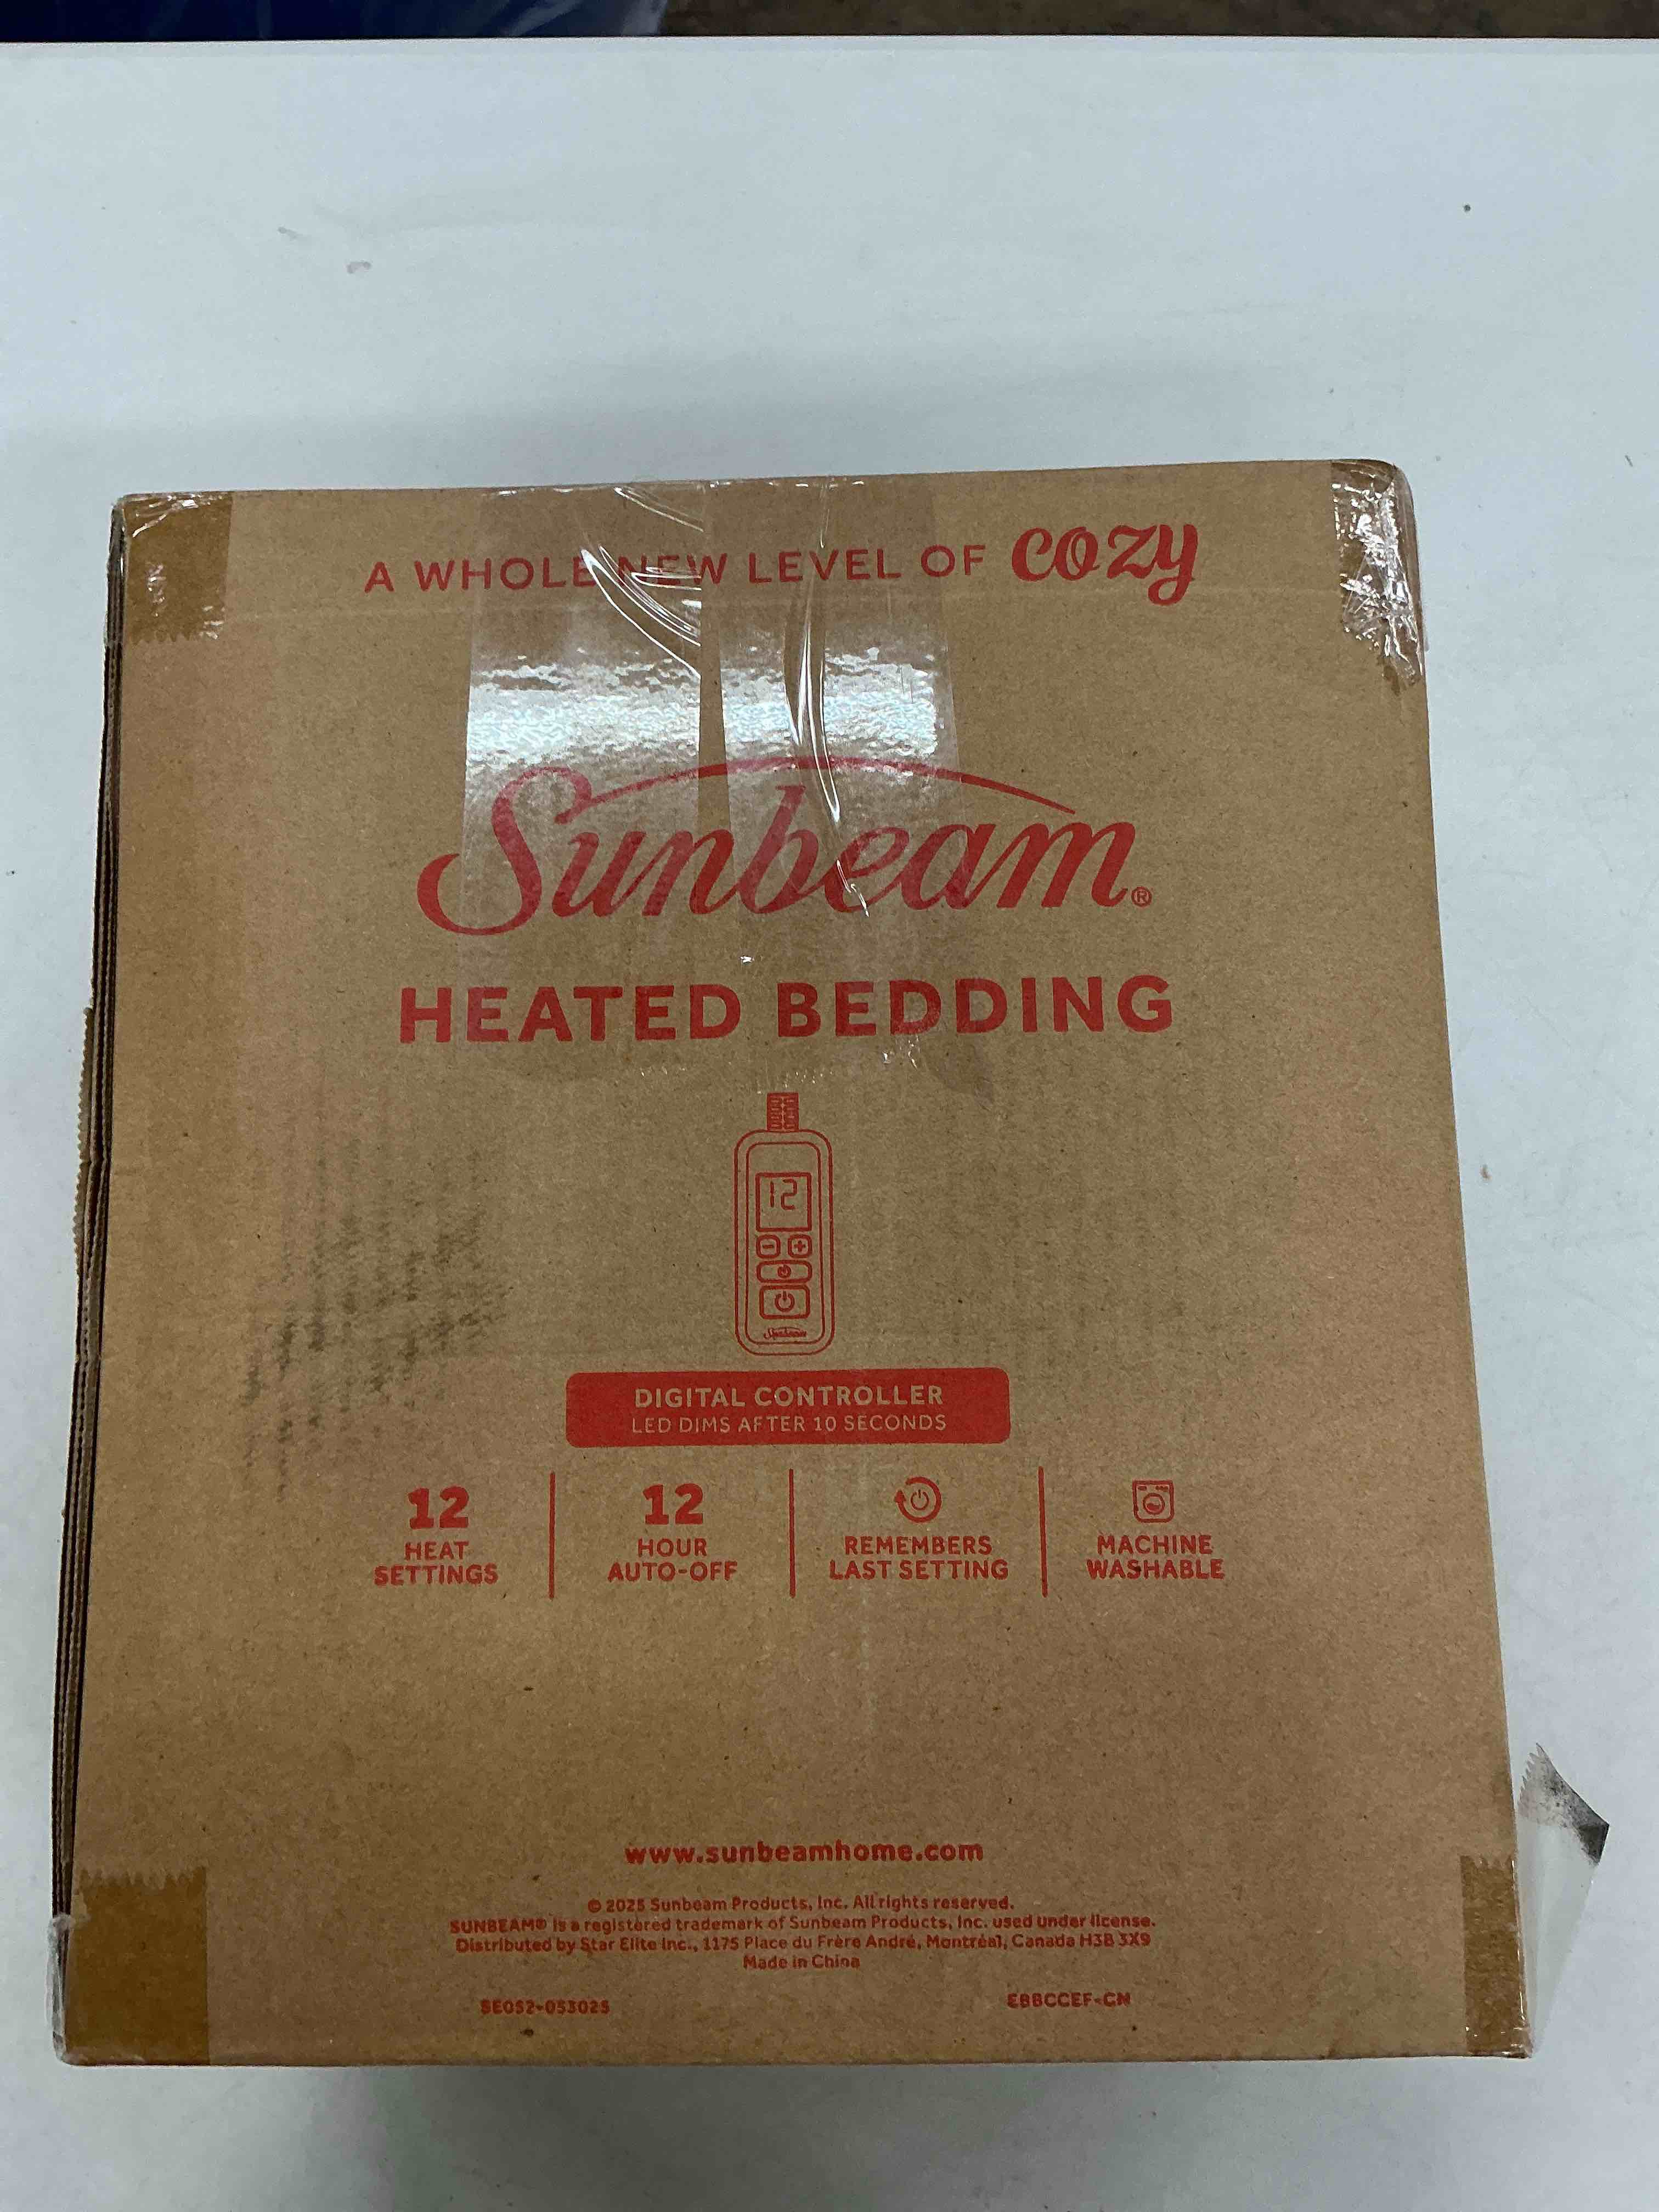 A WHOLE NEW LEVEL OF COZY
Sunbeam®
HEATED BEDDING
12
Sunbeam
DIGITAL CONTROLLER
LED DIMS AFTER 10 SECONDS
12
HEAT
SETTINGS
12
HOUR
AUTO-OFF
REMEMBERS
LAST SETTING
MACHINE
WASHABLE
www.sunbeamhome.com
© 2025 Sunbeam Products, Inc. All rights reserved.
SUNBEAM® is a registered trademark of Sunbeam Products, Inc. used under license.
Distributed by Star Elite Inc., 1175 Place du Frère André, Montréal, Canada H3B 3X9
Made in China
SE052-053025
EBBCCEF-CN